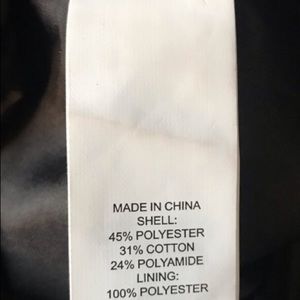 MADE IN CHINA
SHELL:
45% POLYESTER
31% COTTON
24% POLYAMIDE
LINING:
100% POLYESTER